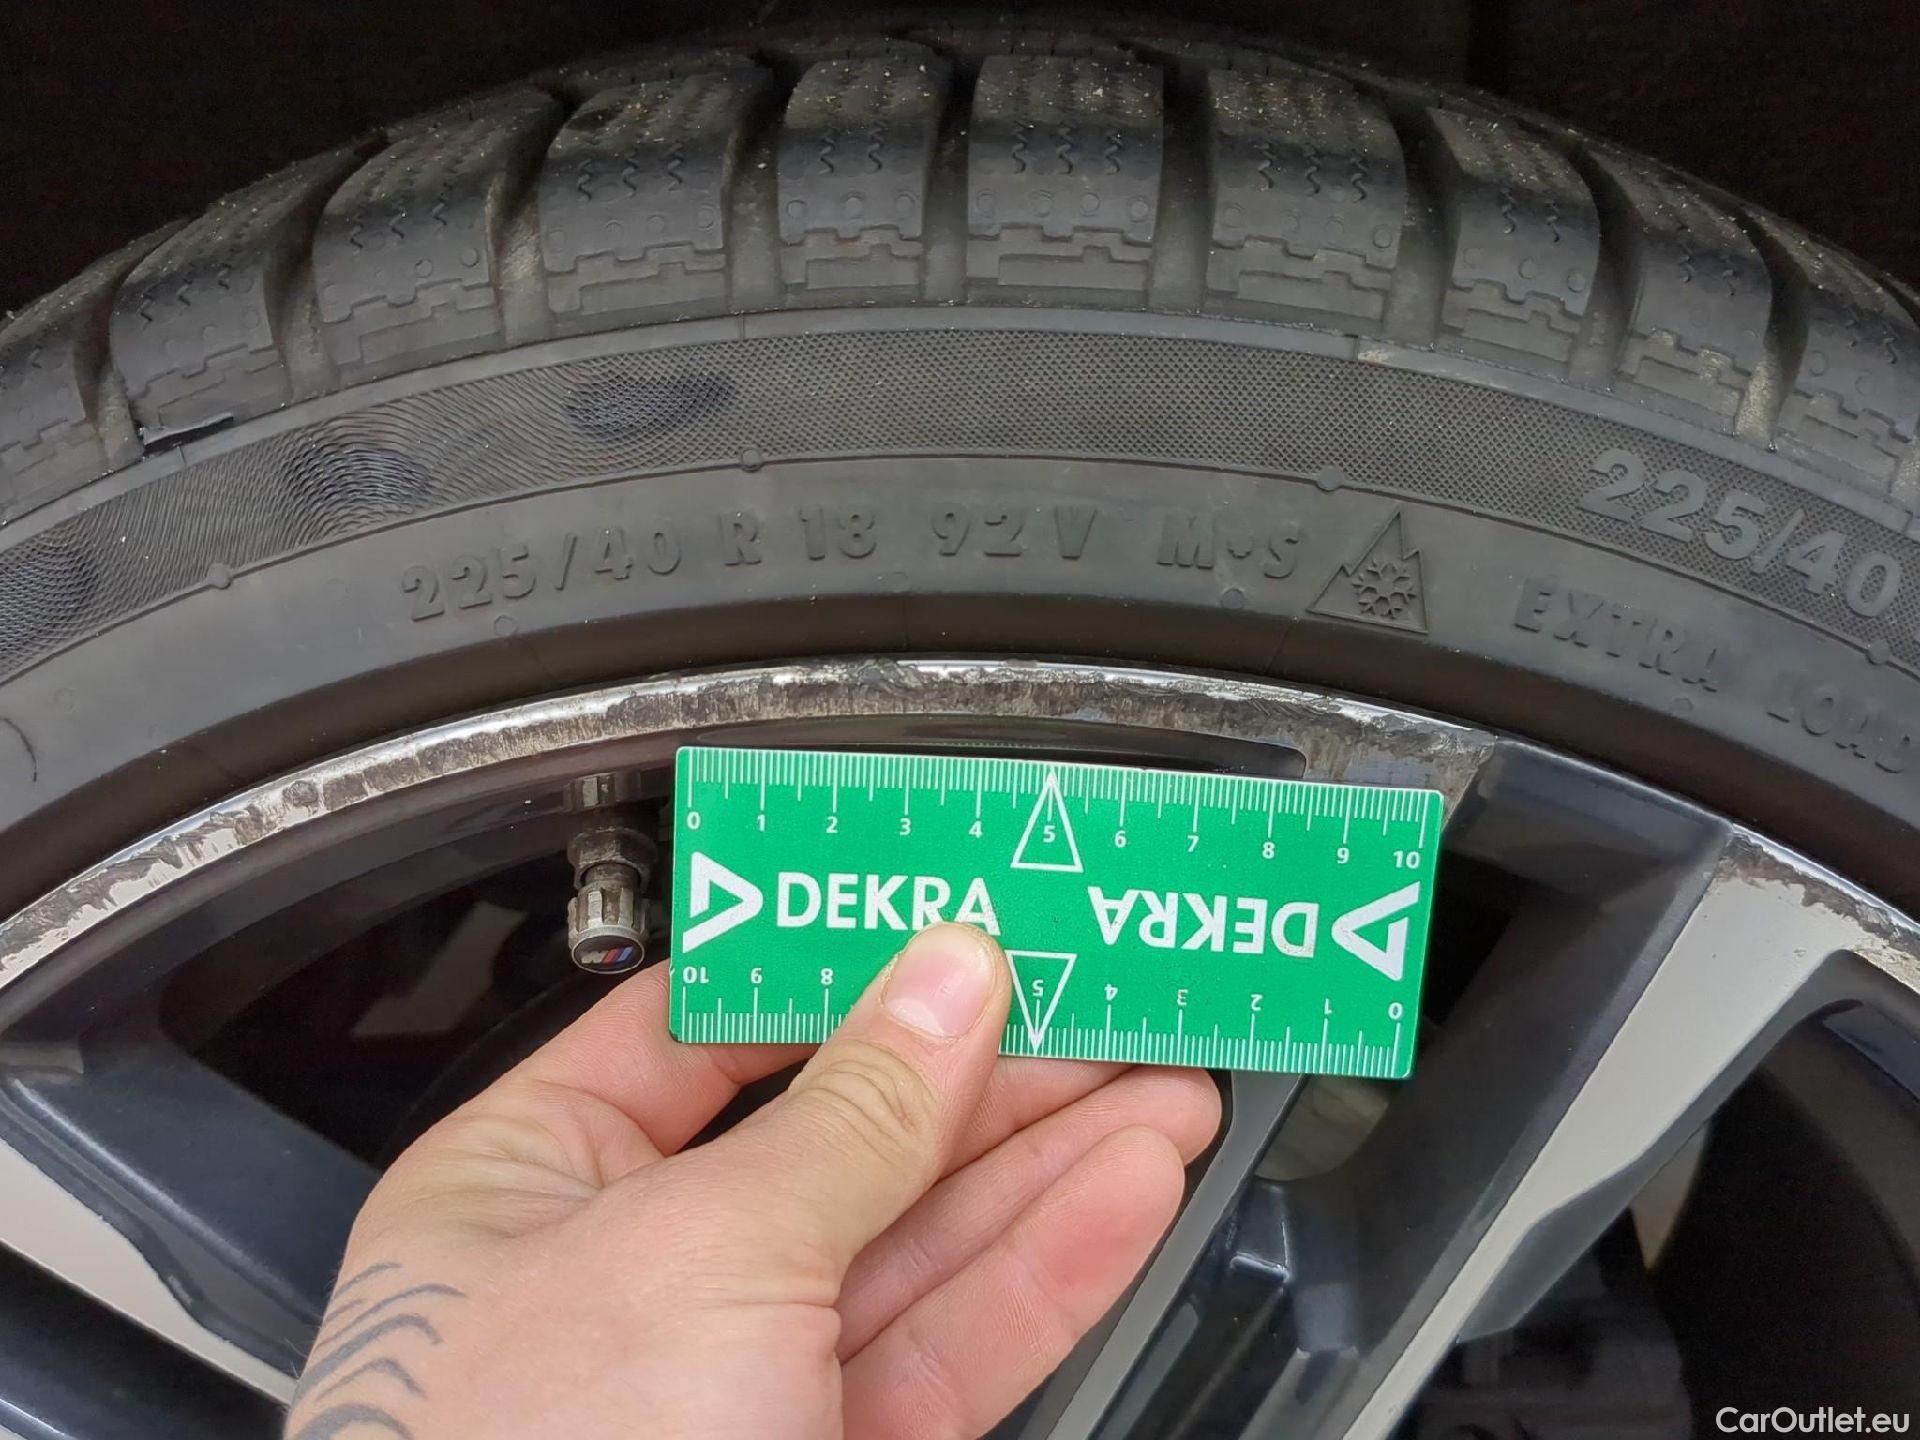 225/40 R 18 92 V M•S
225/40
EXTRA LOAD
0 1 2 3 4 5 6 7 8 9 10
DEKRA DEKRA
10 9 8 5 4 3 2 1 0
M
CarOutlet.eu